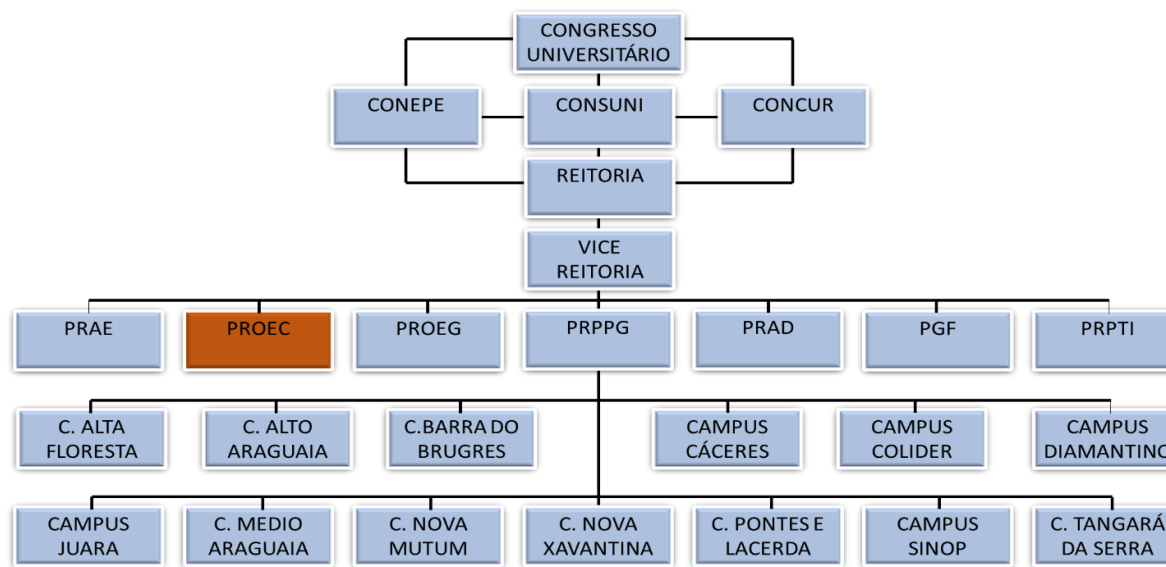 CONGRESSO
UNIVERSITÁRIO
CONEPE
CONSUNI
CONCUR
REITORIA
VICE
REITORIA
PRAE
PROEC
PROEG
PRPPG
PRAD
PGF
PRPTI
C. ALTA
FLORESTA
C. ALTO
ARAGUAIA
C.BARRA DO
BRUGRES
CAMPUS
CÁCERES
CAMPUS
COLIDER
CAMPUS
DIAMANTINO
CAMPUS
JUARA
C. MEDIO
ARAGUAIA
C. NOVA
MUTUM
C. NOVA
XAVANTINA
C. PONTES E
LACERDA
CAMPUS
SINOP
C. TANGARÁ
DA SERRA